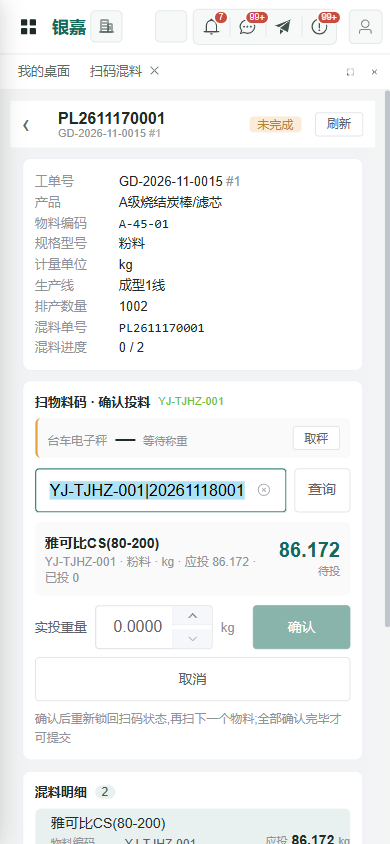 银嘉
7
99+
99+
我的桌面 扫码混料
PL2611170001
GD-2026-11-0015 #1
未完成
刷新
工单号 GD-2026-11-0015 #1
产品 A级烧结炭棒/滤芯
物料编码 A-45-01
规格型号 粉料
计量单位 kg
生产线 成型1线
排产数量 1002
混料单号 PL2611170001
混料进度 0 / 2
扫物料码 · 确认投料 YJ-TJHZ-001
台车电子秤 — 等待称重 取秤
YJ-TJHZ-001|20261118001 查询
雅可比CS(80-200)
YJ-TJHZ-001 · 粉料 · kg · 应投 86.172 ·
已投 0
86.172
待投
实投重量 0.0000 kg 确认
取消
确认后重新锁回扫码状态,再扫下一个物料;全部确认完毕才
可提交
混料明细 2
雅可比CS(80-200)
物料编码 YJ-TJHZ-001 应投 86.172 kg